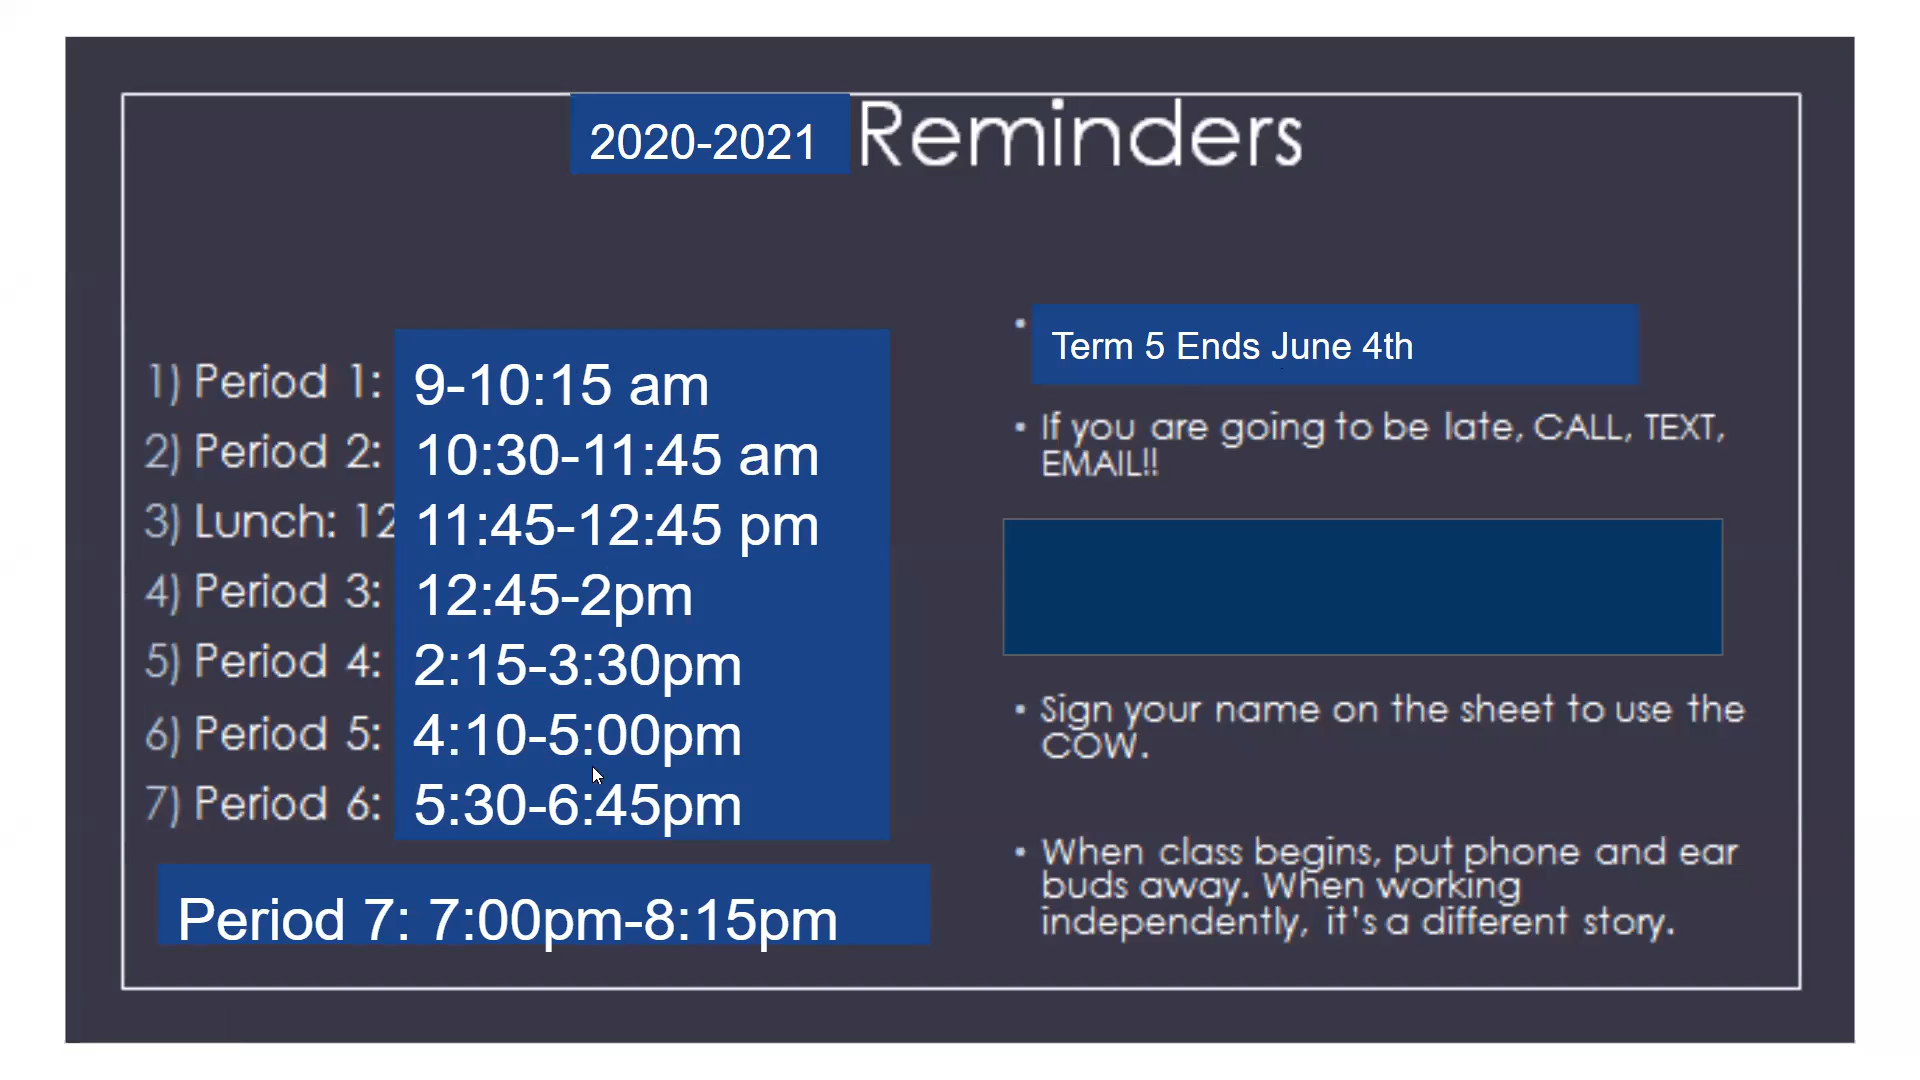 2020-2021 Reminders
1) Period 1: 9-10:15 am
2) Period 2: 10:30-11:45 am
3) Lunch: 12 11:45-12:45 pm
4) Period 3: 12:45-2pm
5) Period 4: 2:15-3:30pm
6) Period 5: 4:10-5:00pm
7) Period 6: 5:30-6:45pm
Period 7: 7:00pm-8:15pm
• Term 5 Ends June 4th
• If you are going to be late, CALL, TEXT,
EMAIL!!
• Sign your name on the sheet to use the
COW.
• When class begins, put phone and ear
buds away. When working
independently, it's a different story.